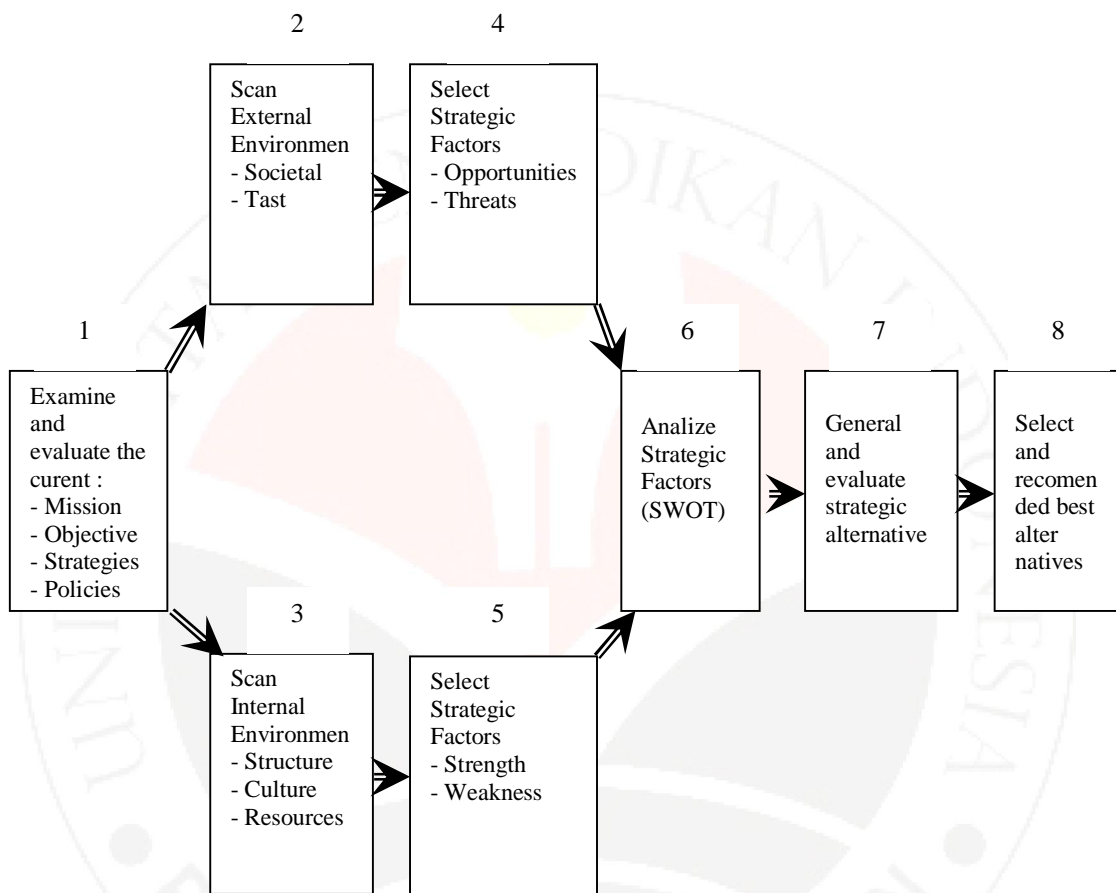 2
Scan
External
Environmen
- Societal
- Tast
4
Select
Strategic
Factors
- Opportunities
- Threats
1
Examine
and
evaluate the
curent :
- Mission
- Objective
- Strategies
- Policies
3
Scan
Internal
Environmen
- Structure
- Culture
- Resources
5
Select
Strategic
Factors
- Strength
- Weakness
6
Analize
Strategic
Factors
(SWOT)
7
General
and
evaluate
strategic
alternative
8
Select
and
recomen
ded best
alter
natives